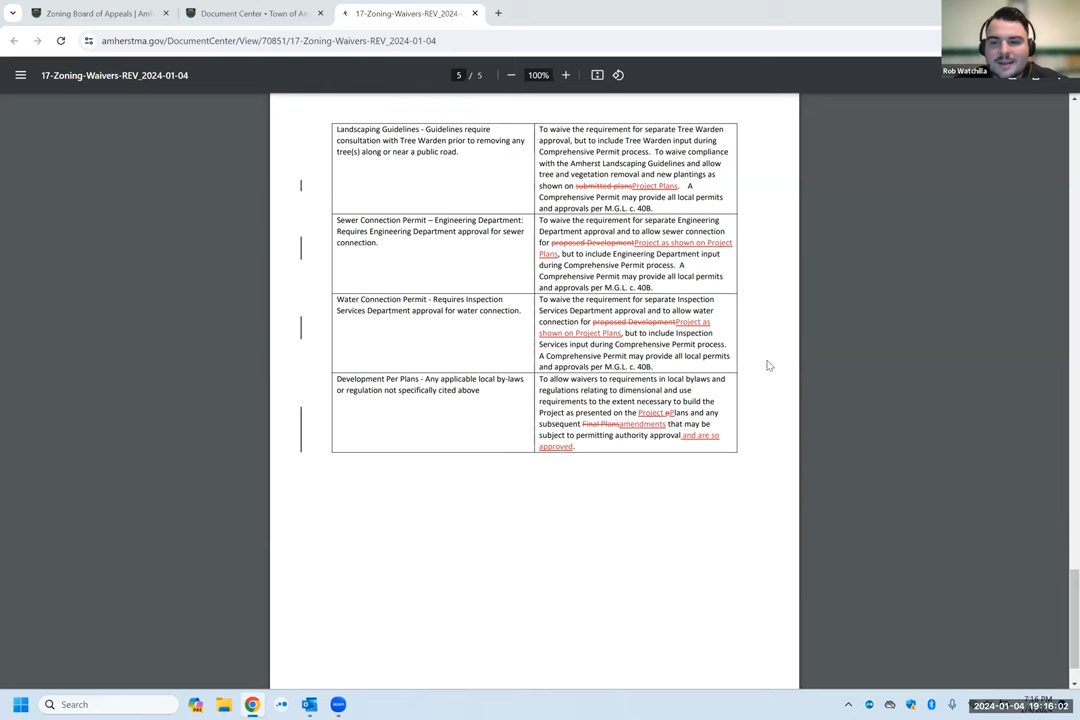 Zoning Board of Appeals | Amh
Document Center • Town of Am
17-Zoning-Waivers-REV_2024-
amherstma.gov/DocumentCenter/View/70851/17-Zoning-Waivers-REV_2024-01-04
Rob Watchilla
17-Zoning-Waivers-REV_2024-01-04
5 / 5
100%
Landscaping Guidelines - Guidelines require
consultation with Tree Warden prior to removing any
tree(s) along or near a public road.
To waive the requirement for separate Tree Warden
approval, but to include Tree Warden input during
Comprehensive Permit process. To waive compliance
with the Amherst Landscaping Guidelines and allow
tree and vegetation removal and new plantings as
shown on submitted plansProject Plans. A
Comprehensive Permit may provide all local permits
and approvals per M.G.L. c. 40B.
Sewer Connection Permit – Engineering Department:
Requires Engineering Department approval for sewer
connection.
To waive the requirement for separate Engineering
Department approval and to allow sewer connection
for proposed DevelopmentProject as shown on Project
Plans, but to include Engineering Department input
during Comprehensive Permit process. A
Comprehensive Permit may provide all local permits
and approvals per M.G.L. c. 40B.
Water Connection Permit - Requires Inspection
Services Department approval for water connection.
To waive the requirement for separate Inspection
Services Department approval and to allow water
connection for proposed DevelopmentProject as
shown on Project Plans, but to include Inspection
Services input during Comprehensive Permit process.
A Comprehensive Permit may provide all local permits
and approvals per M.G.L. c. 40B.
Development Per Plans - Any applicable local by-laws
or regulation not specifically cited above
To allow waivers to requirements in local bylaws and
regulations relating to dimensional and use
requirements to the extent necessary to build the
Project as presented on the Project pPlans and any
subsequent Final Plansamendments that may be
subject to permitting authority approval and are so
approved.
Search
7:16 PM
2024-01-04 19:16:02